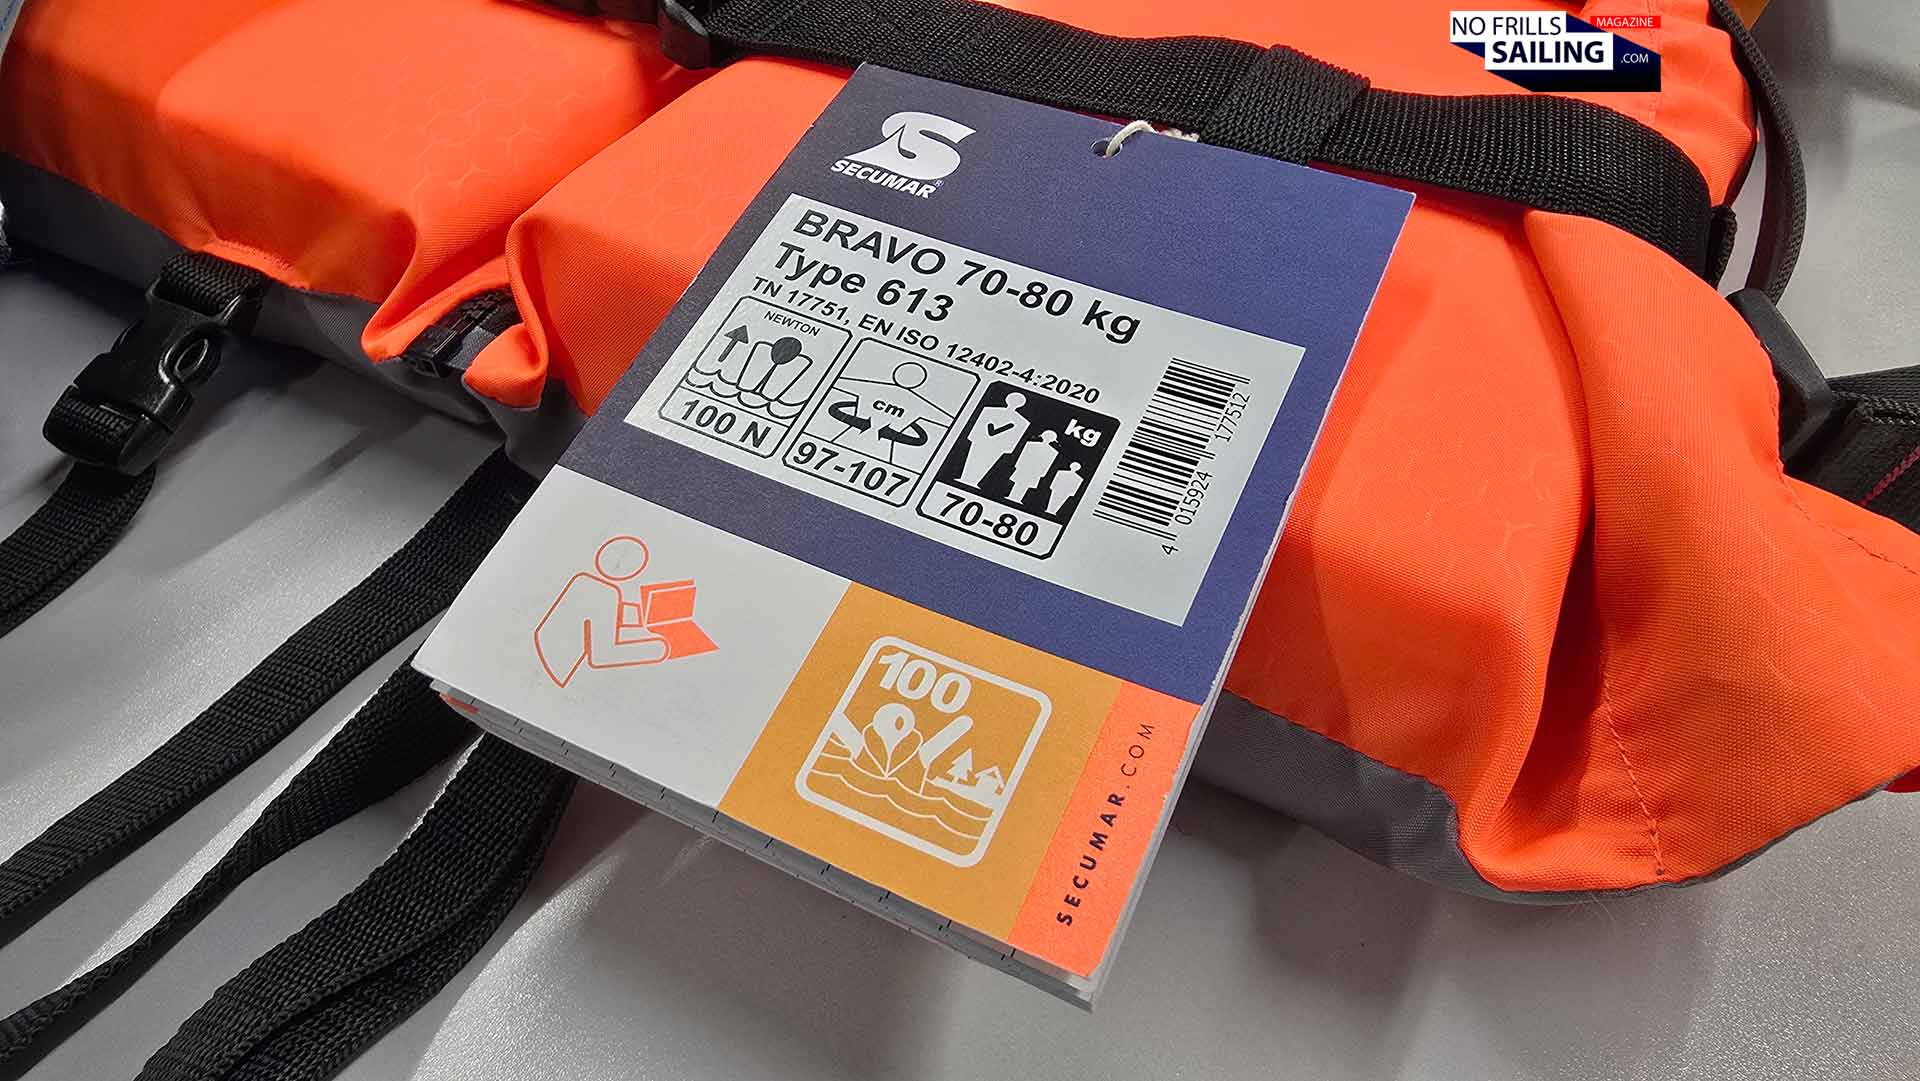 NO FRILLS
MAGAZINE
SAILING
.COM
SECUMAR®
BRAVO 70-80 kg
Type 613
TN 17751, EN ISO 12402-4:2020
NEWTON
100 N
cm
97-107
kg
70-80
4 015924 177512
100
SECUMAR.COM